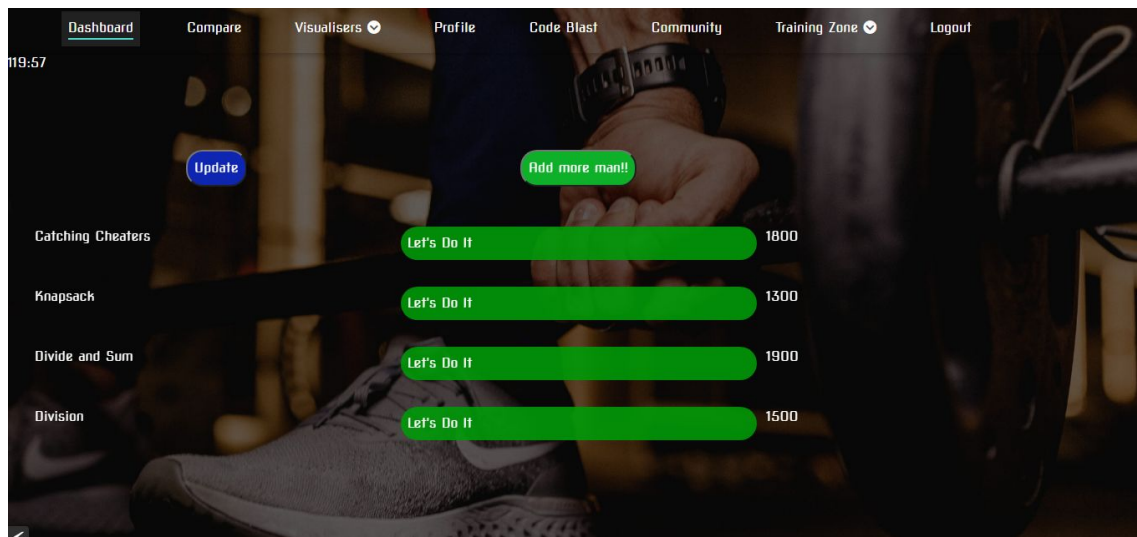 Dashboard Compare Visualisers Profile Code Blast Community Training Zone Logout
119:57
Update Add more man!!
Catching Cheaters Let's Do It 1800
Knapsack Let's Do It 1300
Divide and Sum Let's Do It 1900
Division Let's Do It 1500